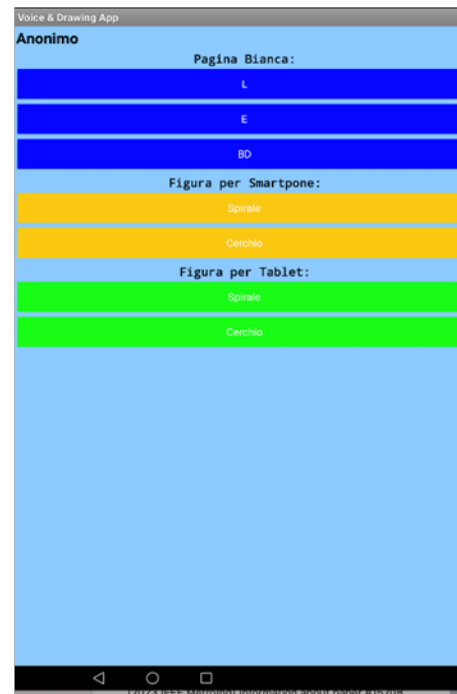 Voice & Drawing App
Anonimo
Pagina Bianca:
L
E
BD
Figura per Smartpone:
Spirale
Cerchio
Figura per Tablet:
Spirale
Cerchio